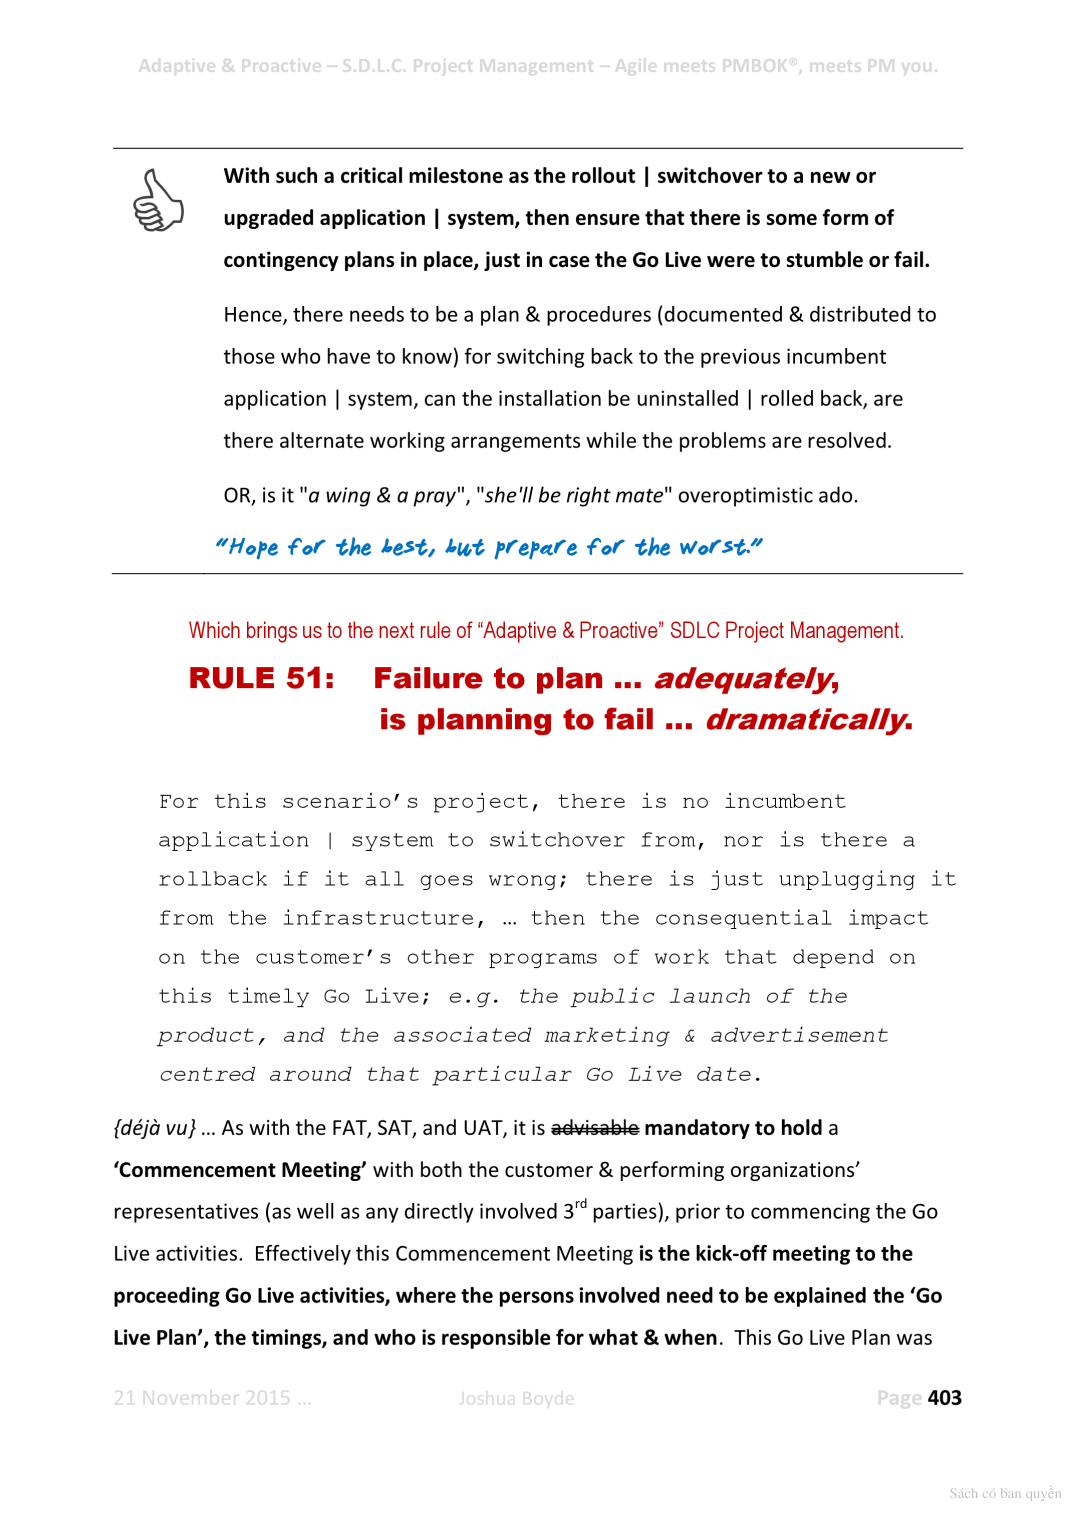 Adaptive & Proactive – S.D.L.C. Project Management – Agile meets PMBOK®, meets PM you.
With such a critical milestone as the rollout | switchover to a new or
upgraded application | system, then ensure that there is some form of
contingency plans in place, just in case the Go Live were to stumble or fail.
Hence, there needs to be a plan & procedures (documented & distributed to
those who have to know) for switching back to the previous incumbent
application | system, can the installation be uninstalled | rolled back, are
there alternate working arrangements while the problems are resolved.
OR, is it "a wing & a pray", "she'll be right mate" overoptimistic ado.
"Hope for the best, but prepare for the worst."
Which brings us to the next rule of “Adaptive & Proactive” SDLC Project Management.
RULE 51: Failure to plan ... adequately,
is planning to fail ... dramatically.
For this scenario’s project, there is no incumbent
application | system to switchover from, nor is there a
rollback if it all goes wrong; there is just unplugging it
from the infrastructure, … then the consequential impact
on the customer’s other programs of work that depend on
this timely Go Live; e.g. the public launch of the
product, and the associated marketing & advertisement
centred around that particular Go Live date.
{déjà vu} … As with the FAT, SAT, and UAT, it is advisable mandatory to hold a
‘Commencement Meeting’ with both the customer & performing organizations’
representatives (as well as any directly involved 3rd parties), prior to commencing the Go
Live activities. Effectively this Commencement Meeting is the kick-off meeting to the
proceeding Go Live activities, where the persons involved need to be explained the ‘Go
Live Plan’, the timings, and who is responsible for what & when. This Go Live Plan was
21 November 2015 … Joshua Boyde Page 403
Sách có bản quyền